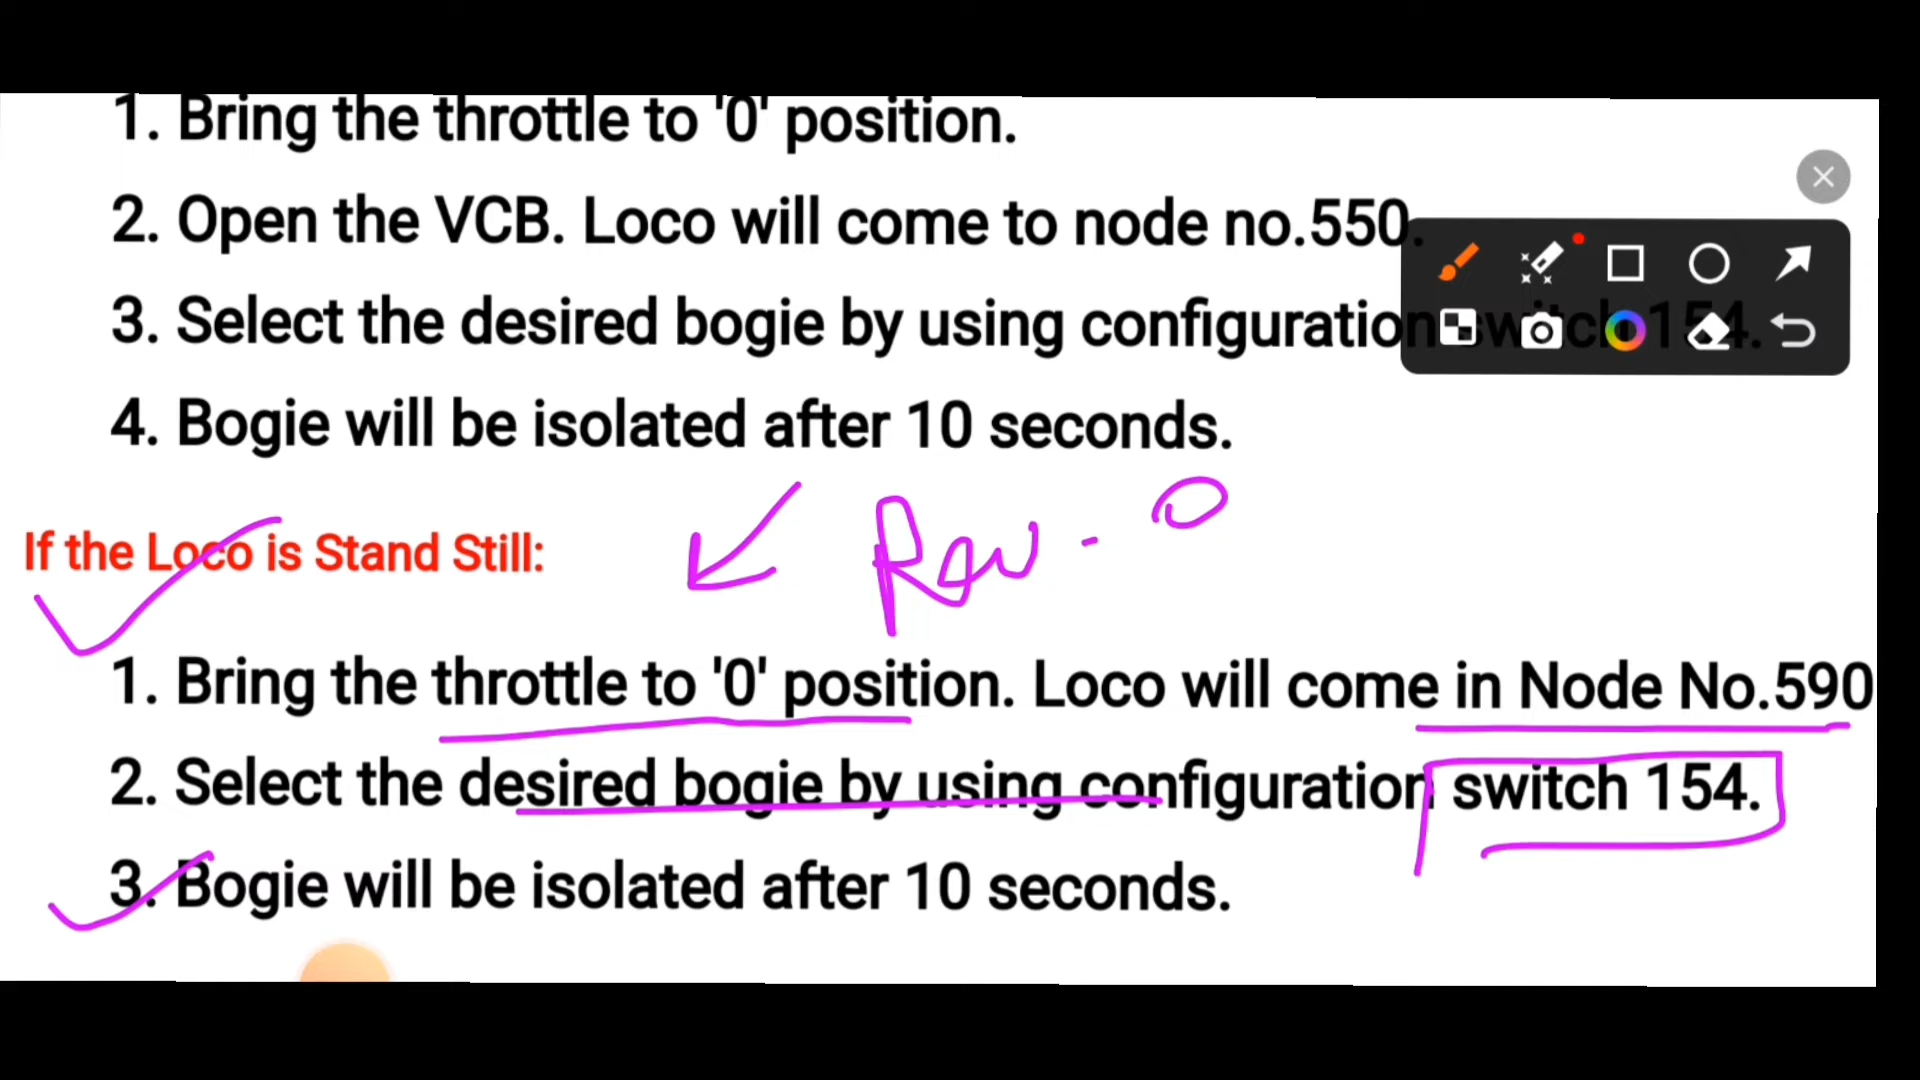 1. Bring the throttle to '0' position.
2. Open the VCB. Loco will come to node no.550.
3. Select the desired bogie by using configuration switch 154.
4. Bogie will be isolated after 10 seconds.
Rev - 0
If the Loco is Stand Still:
1. Bring the throttle to '0' position. Loco will come in Node No.590
2. Select the desired bogie by using configuration switch 154.
3. Bogie will be isolated after 10 seconds.